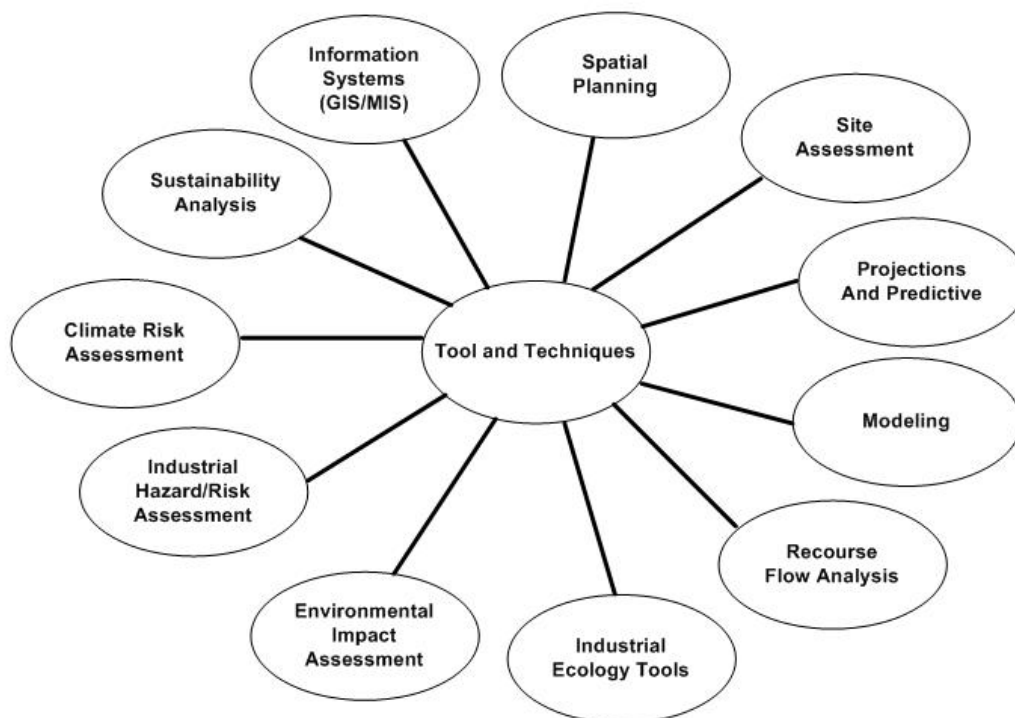 Information
Systems
(GIS/MIS)
Spatial
Planning
Site
Assessment
Sustainability
Analysis
Projections
And Predictive
Climate Risk
Assessment
Tool and Techniques
Modeling
Industrial
Hazard/Risk
Assessment
Recourse
Flow Analysis
Environmental
Impact
Assessment
Industrial
Ecology Tools